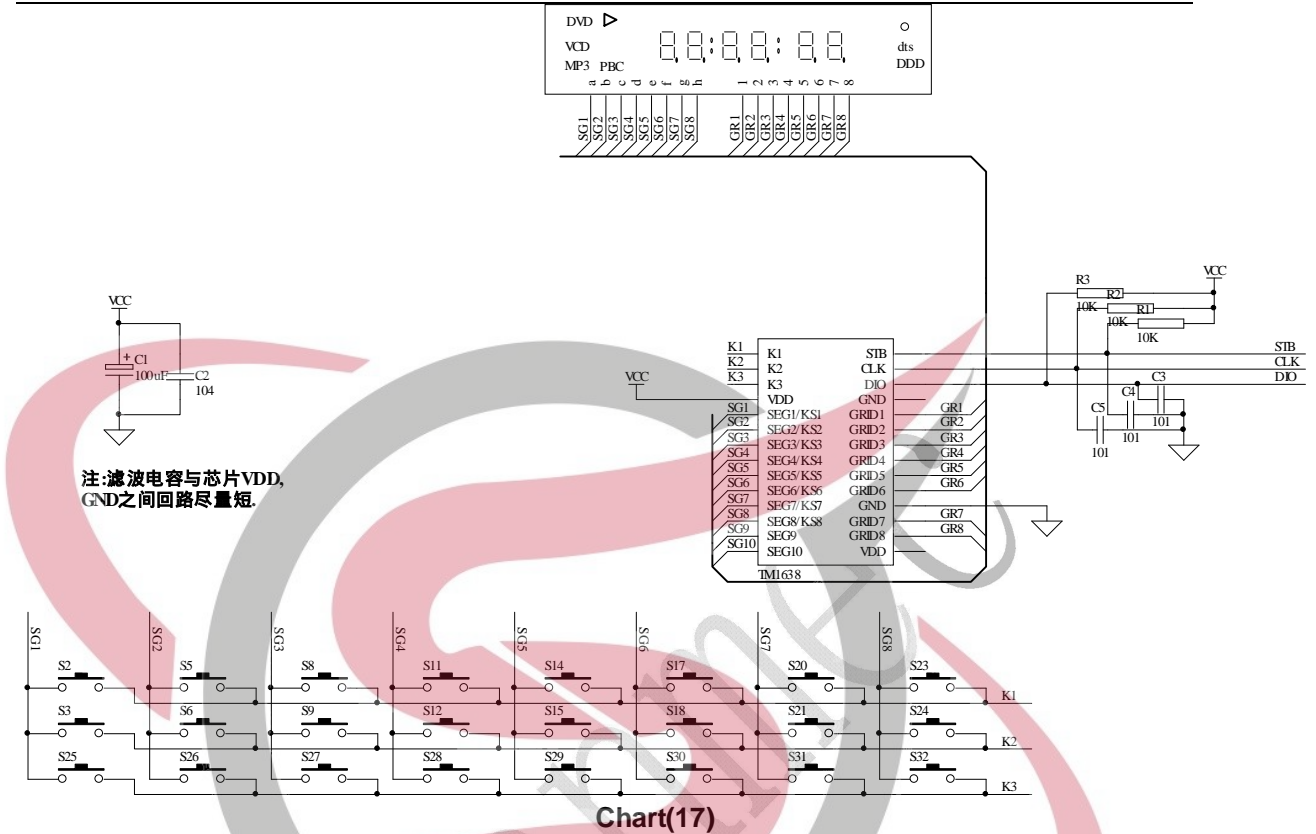 DVD
VCD
MP3 PBC
dts
DDD
a b c d e f g h 1 2 3 4 5 6 7 8
SG1 SG2 SG3 SG4 SG5 SG6 SG7 SG8 GR1 GR2 GR3 GR4 GR5 GR6 GR7 GR8
VCC
C1
100uF
C2
104
注:滤波电容与芯片VDD,
GND之间回路尽量短.
VCC
K1 K1 STB
K2 K2 CLK
K3 K3 DIO
VDD GND
SG1 SEG1/KS1 GRID1 GR1
SG2 SEG2/KS2 GRID2 GR2
SG3 SEG3/KS3 GRID3 GR3
SG4 SEG4/KS4 GRID4 GR4
SG5 SEG5/KS5 GRID5 GR5
SG6 SEG6/KS6 GRID6 GR6
SG7 SEG7/KS7 GND
SG8 SEG8/KS8 GRID7 GR7
SG9 SEG9 GRID8 GR8
SG10 SEG10 VDD
TM1638
VCC
R3
10K
R2
10K
R1
10K
STB
CLK
DIO
C3
101
C4
101
C5
101
SG1 SG2 SG3 SG4 SG5 SG6 SG7 SG8
S2 S5 S8 S11 S14 S17 S20 S23 K1
S3 S6 S9 S12 S15 S18 S21 S24 K2
S25 S26 S27 S28 S29 S30 S31 S32 K3
Chart(17)